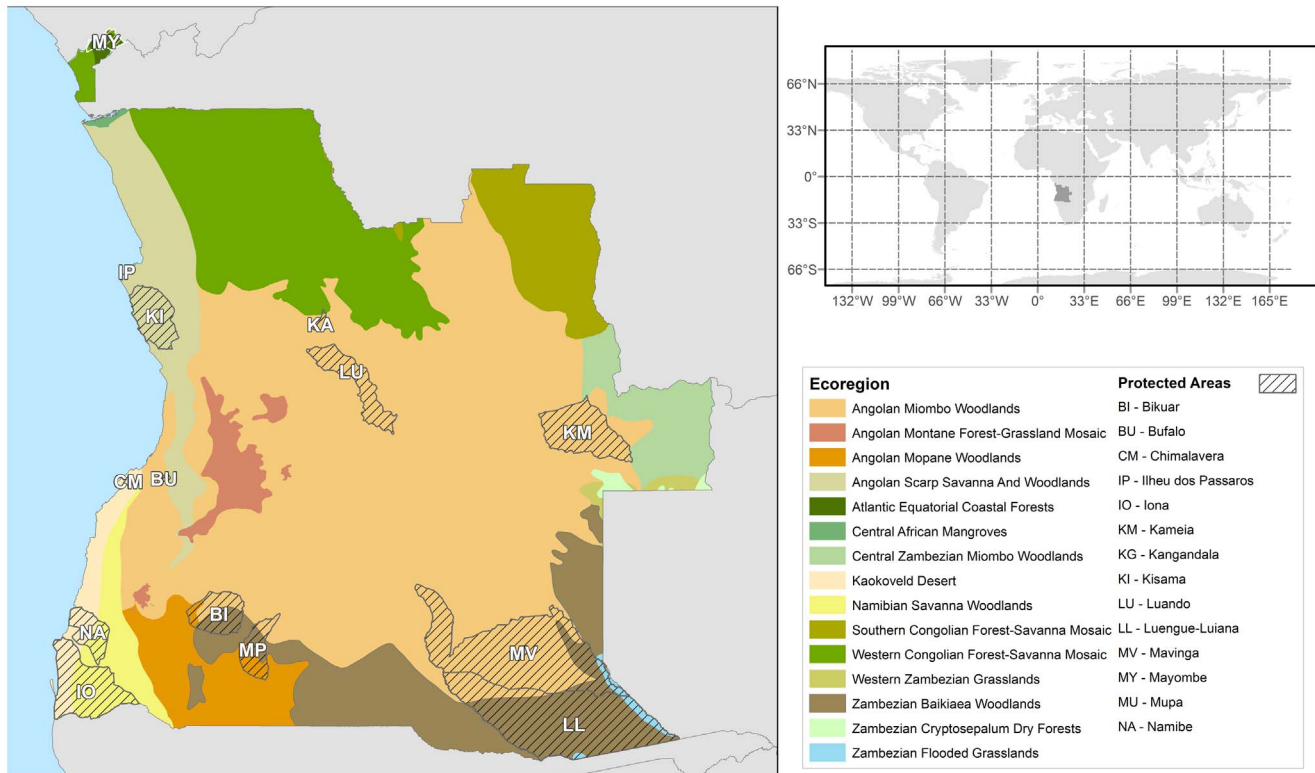 MY
IP
KI
KA
LU
KM
CM
BU
BI
NA
MP
MV
IO
LL
66°N
33°N
0°
33°S
66°S
132°W 99°W 66°W 33°W 0° 33°E 66°E 99°E 132°E 165°E
Ecoregion
Angolan Miombo Woodlands
Angolan Montane Forest-Grassland Mosaic
Angolan Mopane Woodlands
Angolan Scarp Savanna And Woodlands
Atlantic Equatorial Coastal Forests
Central African Mangroves
Central Zambezian Miombo Woodlands
Kaokoveld Desert
Namibian Savanna Woodlands
Southern Congolian Forest-Savanna Mosaic
Western Congolian Forest-Savanna Mosaic
Western Zambezian Grasslands
Zambezian Baikiaea Woodlands
Zambezian Cryptosepalum Dry Forests
Zambezian Flooded Grasslands
Protected Areas
BI - Bikuar
BU - Bufalo
CM - Chimalavera
IP - Ilheu dos Passaros
IO - Iona
KM - Kameia
KG - Kangandala
KI - Kisama
LU - Luando
LL - Luengue-Luiana
MV - Mavinga
MY - Mayombe
MU - Mupa
NA - Namibe